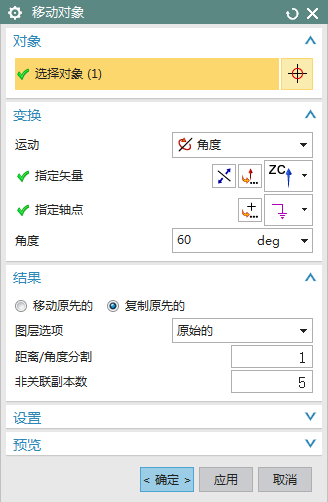 移动对象
对象
选择对象 (1)
变换
运动 角度
指定矢量 ZC
指定轴点
角度 60 deg
结果
移动原先的 复制原先的
图层选项 原始的
距离/角度分割 1
非关联副本数 5
设置
预览
< 确定 > 应用 取消